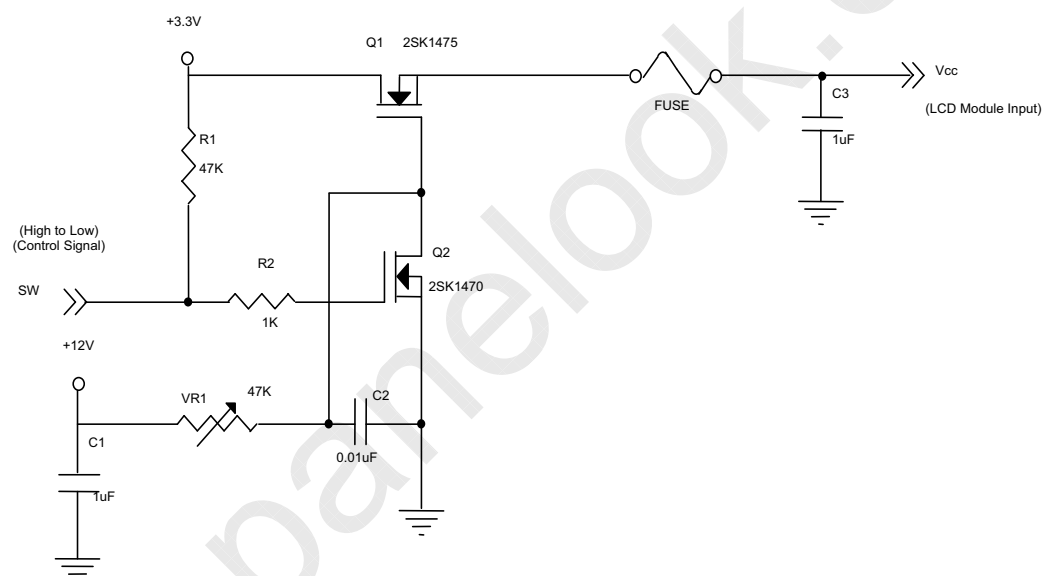 +3.3V
Q1 2SK1475
Vcc
C3
FUSE
(LCD Module Input)
R1
1uF
47K
(High to Low)
(Control Signal)
Q2
R2
SW
2SK1470
1K
+12V
VR1
47K
C2
C1
0.01uF
1uF
panelook.